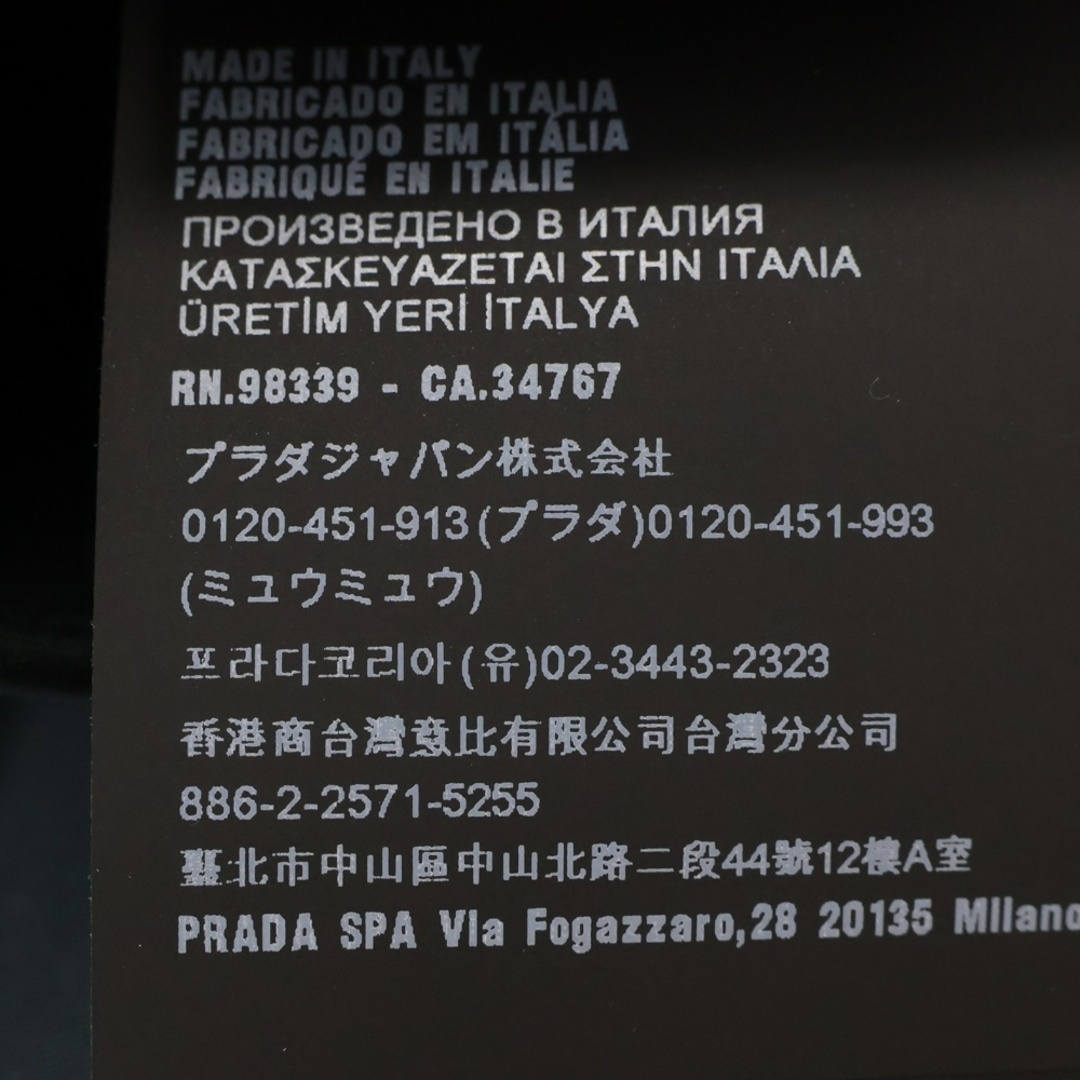 MADE IN ITALY
FABRICADO EN ITALIA
FABRICADO EM ITÁLIA
FABRIQUÉ EN ITALIE
ПРОИЗВЕДЕНО В ИТАЛИЯ
ΚΑΤΑΣΚΕΥΑΖΕΤΑΙ ΣΤΗΝ ΙΤΑΛΙΑ
ÜRETİM YERİ İTALYA
RN.98339 - CA.34767
プラダジャパン株式会社
0120-451-913(プラダ)0120-451-993
(ミュウミュウ)
프라다코리아(유)02-3443-2323
香港商台灣意比有限公司台灣分公司
886-2-2571-5255
臺北市中山區中山北路二段44號12樓A室
PRADA SPA Via Fogazzaro,28 20135 Milano